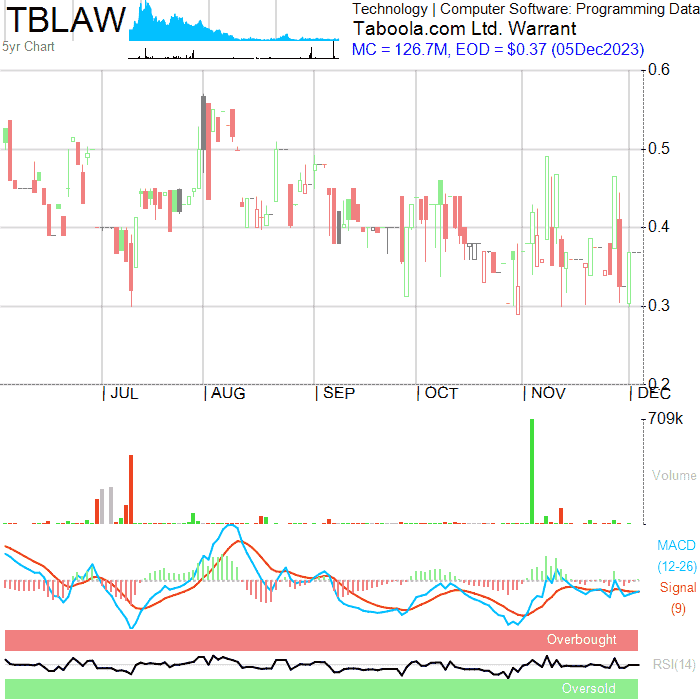 TBLAW
5yr Chart
Technology | Computer Software: Programming Data
Taboola.com Ltd. Warrant
MC = 126.7M, EOD = $0.37 (05Dec2023)
0.6
0.5
0.4
0.3
0.2
| JUL | AUG | SEP | OCT | NOV | DEC
709k
Volume
MACD
(12-26)
Signal
(9)
Overbought
RSI(14)
Oversold